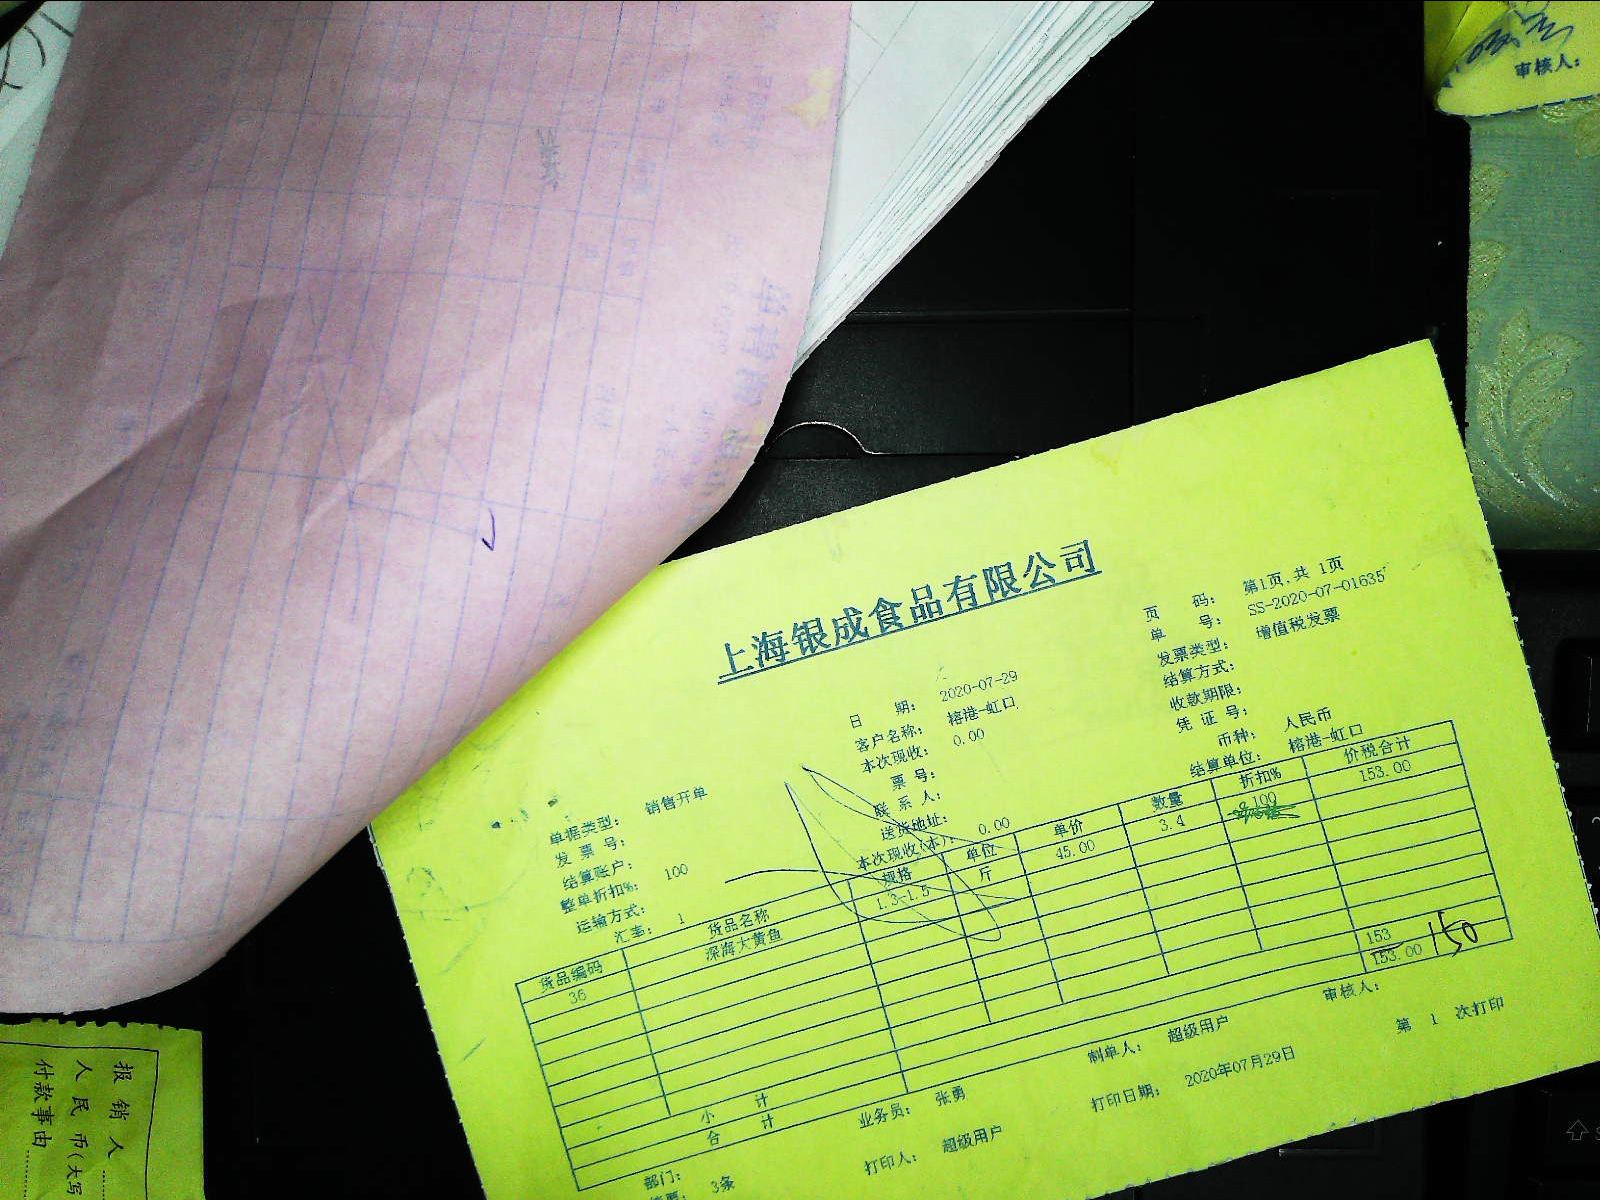 审核人:
上海银成食品有限公司
页 码: 第1页,共 1页
单 号: SS-2020-07-01635
发票类型: 增值税发票
结算方式:
收款期限:
凭 证 号:
币种: 人民币
结算单位: 榕港-虹口
日 期: 2020-07-29
客户名称: 榕港-虹口
本次现收: 0.00
票 号:
联 系 人:
送货地址:
本次现收(本): 0.00
单据类型: 销售开单
发 票 号:
结算账户:
整单折扣%: 100
运输方式:
汇率: 1
货品编码 货品名称 规格 单位 单价 数量 折扣% 价税合计
36 深海大黄鱼 1.3-1.5 斤 45.00 3.4 100 153.00
小 计 153
合 计 153.00 150
部门: 业务员: 张勇 制单人: 超级用户 审核人:
3条 打印人: 超级用户 打印日期: 2020年07月29日 第 1 次打印
报 销 人
人 民 币(大写
付款事由